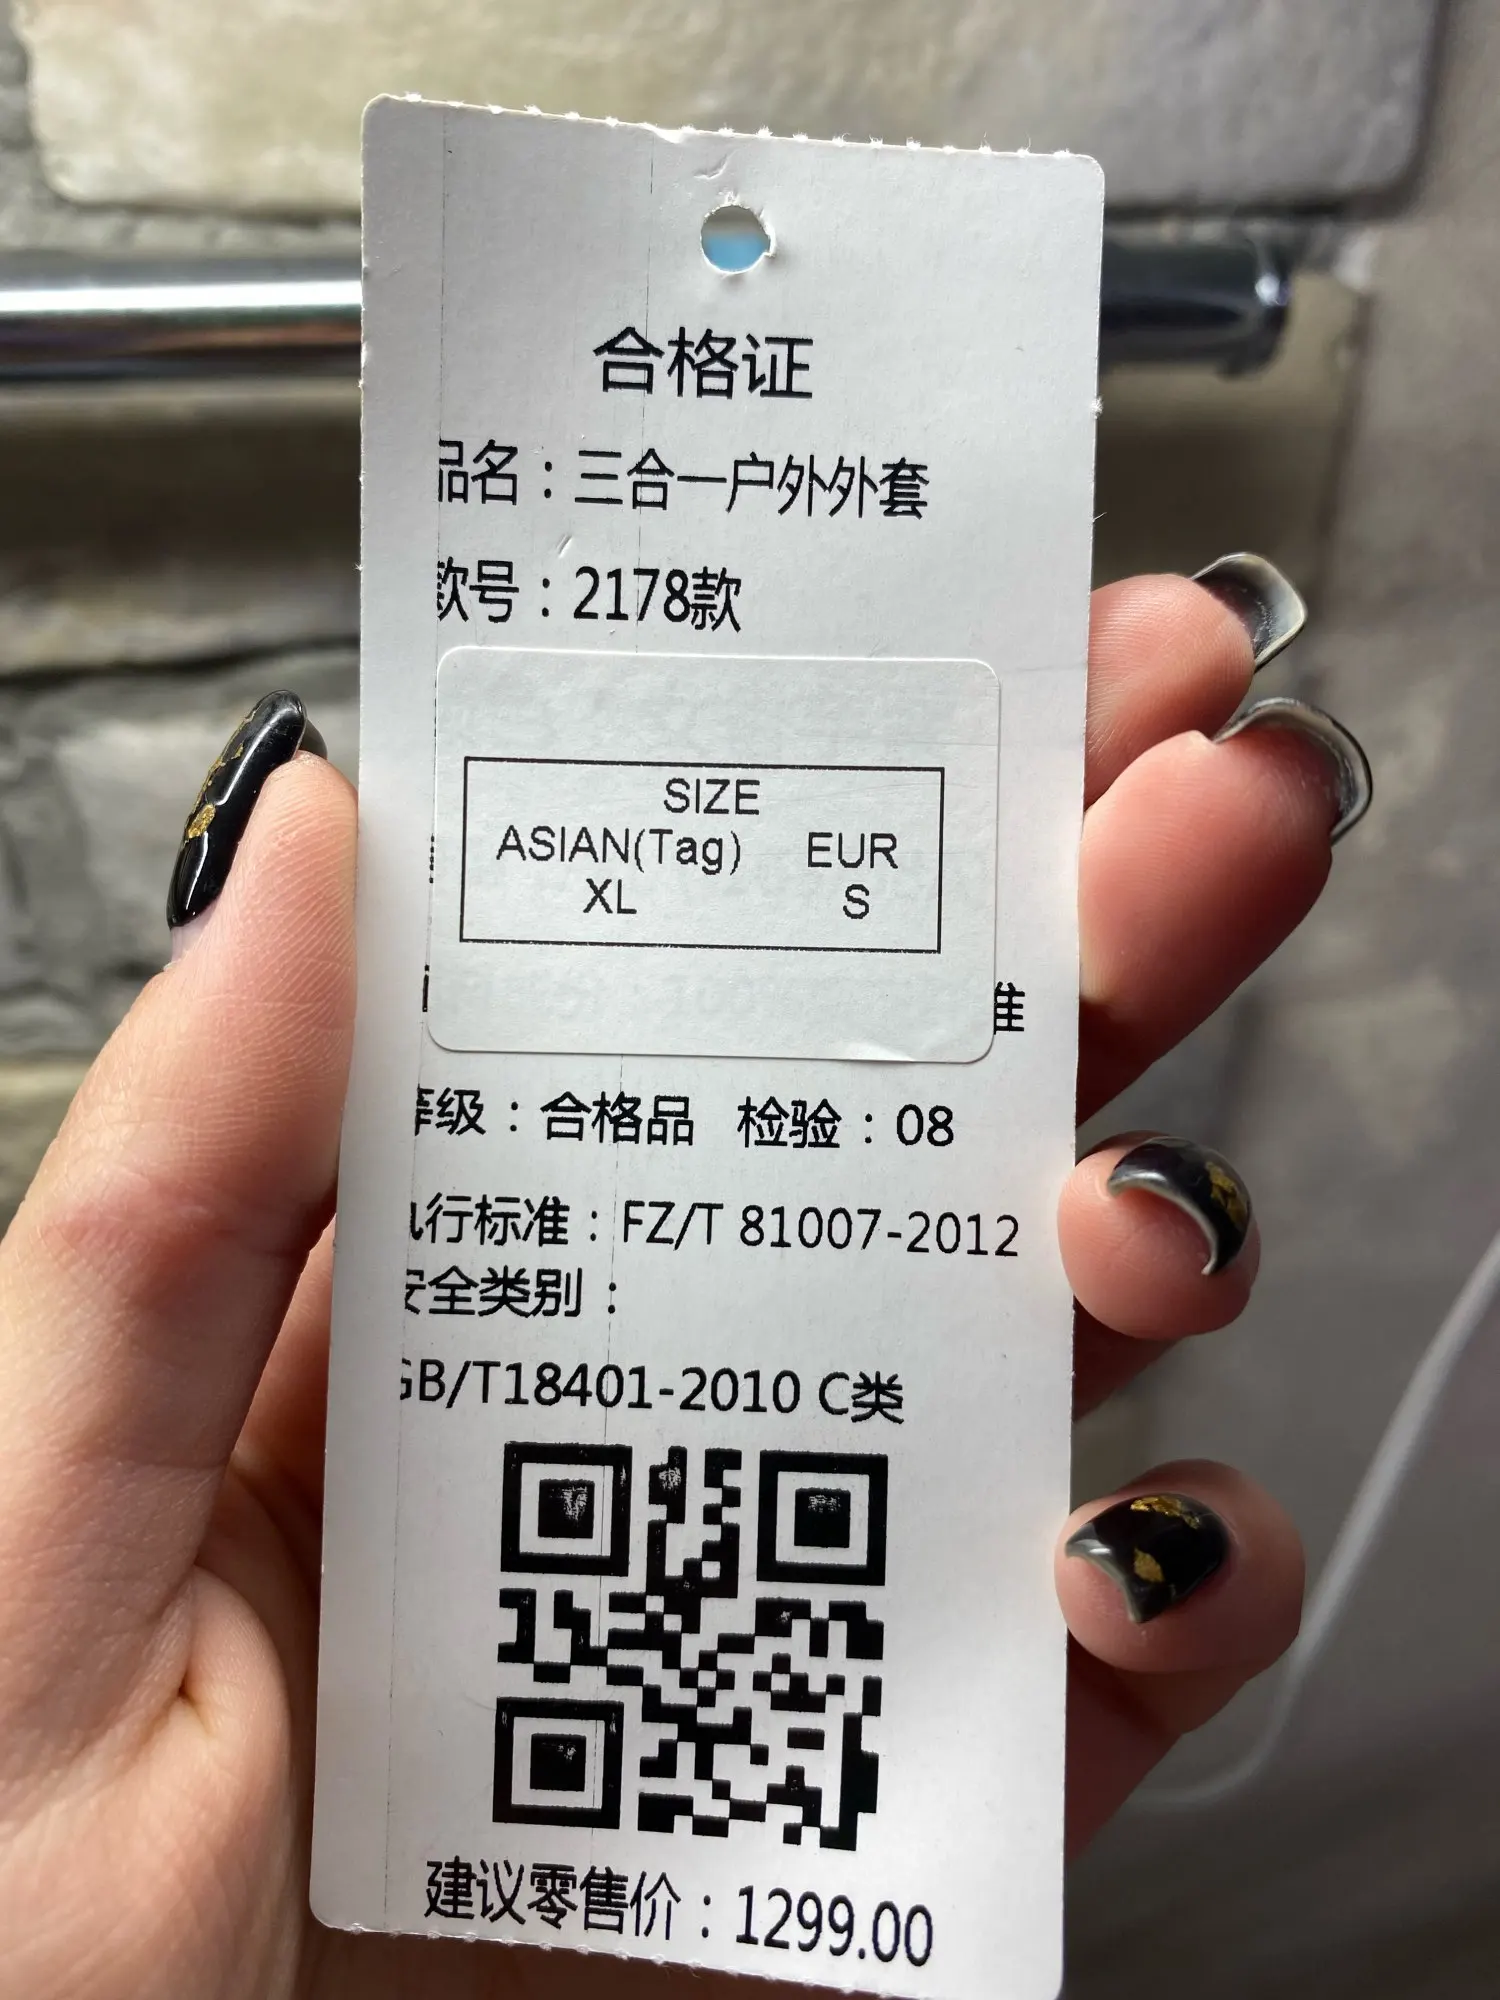 合格证
品名：三合一户外外套
款号：2178款
SIZE
ASIAN(Tag) EUR
XL S
准
等级：合格品 检验：08
执行标准：FZ/T 81007-2012
安全类别：
GB/T18401-2010 C类
建议零售价：1299.00